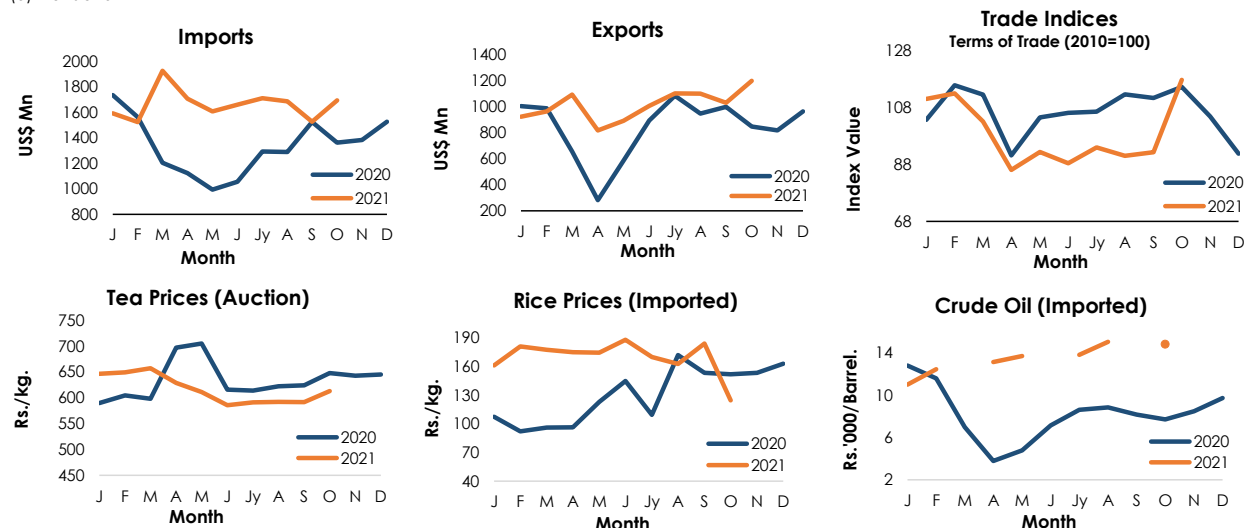 Imports
US$ Mn
2000
1800
1600
1400
1200
1000
800
2020
2021
J F M A M J Jy A S O N D
Month
Exports
US$ Mn
1400
1200
1000
800
600
400
200
2020
2021
J F M A M J Jy A S O N D
Month
Trade Indices
Terms of Trade (2010=100)
Index Value
128
108
88
68
2020
2021
J F M A M J Jy A S O N D
Month
Tea Prices (Auction)
Rs./kg.
750
700
650
600
550
500
450
2020
2021
J F M A M J Jy A S O N D
Month
Rice Prices (Imported)
Rs./kg.
190
160
130
100
70
40
2020
2021
J F M A M J Jy A S O N D
Month
Crude Oil (Imported)
Rs.'000/Barrel.
14
10
6
2
2020
2021
J F M A M J Jy A S O N D
Month